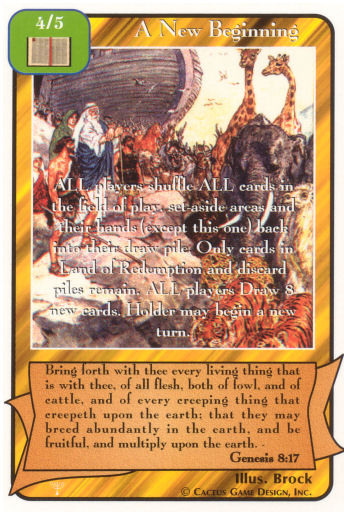 4/5
A New Beginning
ALL players shuffle ALL cards in
the field of play, set-aside areas and
their hands (except this one) back
into their draw pile. Only cards in
Land of Redemption and discard
piles remain. ALL players Draw 8
new cards. Holder may begin a new
turn.
Bring forth with thee every living thing that
is with thee, of all flesh, both of fowl, and of
cattle, and of every creeping thing that
creepeth upon the earth; that they may
breed abundantly in the earth, and be
fruitful, and multiply upon the earth. -
Genesis 8:17
Illus. Brock
© Cactus Game Design, Inc.